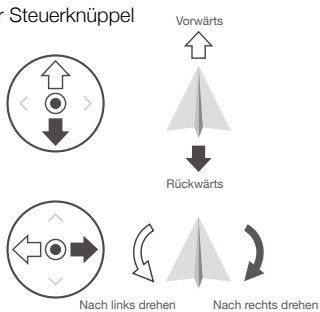 r Steuerknüppel
Vorwärts
Rückwärts
Nach links drehen
Nach rechts drehen